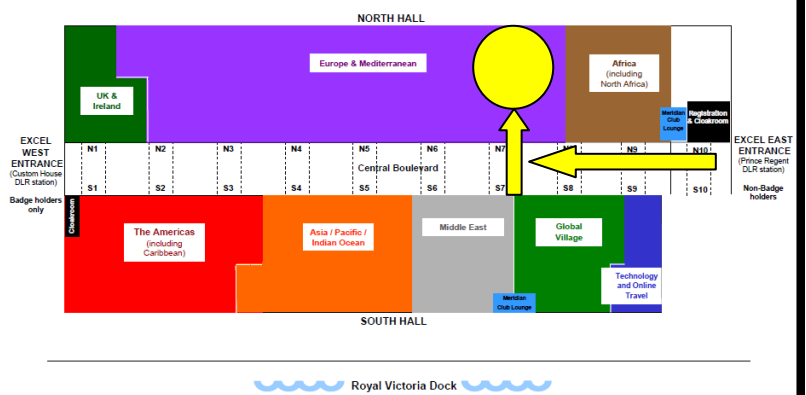 NORTH HALL
Europe & Mediterranean
Africa
(including
North Africa)
UK &
Ireland
Meridian
Club
Lounge
Registration
& Cloakroom
EXCEL
WEST
ENTRANCE
(Custom House
DLR station)
Badge holders
only
N1 N2 N3 N4 N5 N6 N7 N9 N10
Central Boulevard
S1 S2 S3 S4 S5 S6 S7 S8 S9 S10
EXCEL EAST
ENTRANCE
(Prince Regent
DLR station)
Non-Badge
holders
Cloakroom
The Americas
(including
Caribbean)
Asia / Pacific /
Indian Ocean
Middle East
Global
Village
Technology
and Online
Travel
Meridian
Club Lounge
SOUTH HALL
Royal Victoria Dock